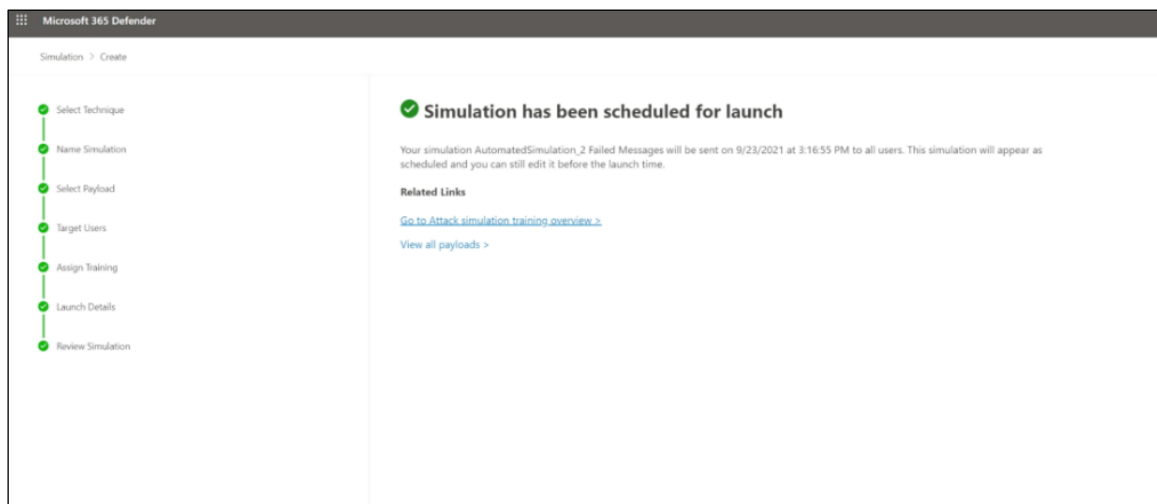 Microsoft 365 Defender
Simulation > Create
Select Technique
Name Simulation
Select Payload
Target Users
Assign Training
Launch Details
Review Simulation
Simulation has been scheduled for launch
Your simulation AutomatedSimulation_2 Failed Messages will be sent on 9/23/2021 at 3:16:55 PM to all users. This simulation will appear as
scheduled and you can still edit it before the launch time.
Related Links
Go to Attack simulation training overview >
View all payloads >